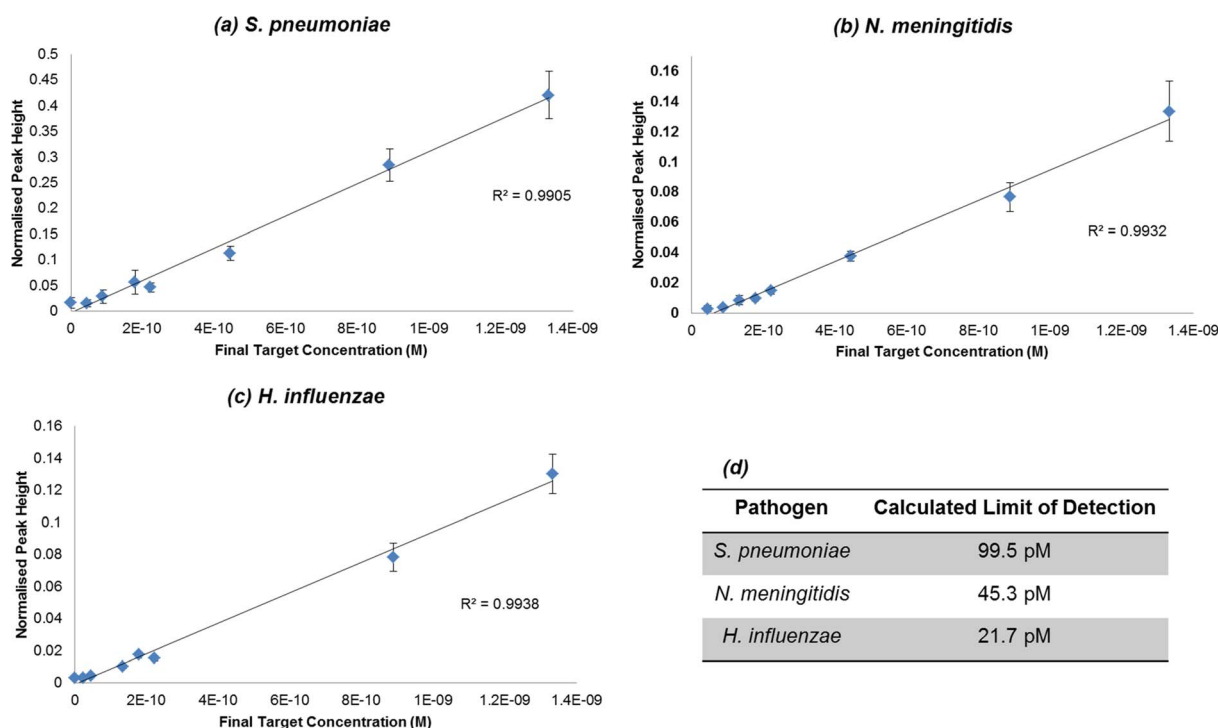 (a) S. pneumoniae
Normalised Peak Height
0.5
0.45
0.4
0.35
0.3
0.25
0.2
0.15
0.1
0.05
0
R² = 0.9905
0 2E-10 4E-10 6E-10 8E-10 1E-09 1.2E-09 1.4E-09
Final Target Concentration (M)
(b) N. meningitidis
Normalised Peak Height
0.16
0.14
0.12
0.1
0.08
0.06
0.04
0.02
0
R² = 0.9932
0 2E-10 4E-10 6E-10 8E-10 1E-09 1.2E-09 1.4E-09
Final Target Concentration (M)
(c) H. influenzae
Normalised Peak Height
0.16
0.14
0.12
0.1
0.08
0.06
0.04
0.02
0
R² = 0.9938
0 2E-10 4E-10 6E-10 8E-10 1E-09 1.2E-09 1.4E-09
Final Target Concentration (M)
(d)
Pathogen Calculated Limit of Detection
S. pneumoniae 99.5 pM
N. meningitidis 45.3 pM
H. influenzae 21.7 pM